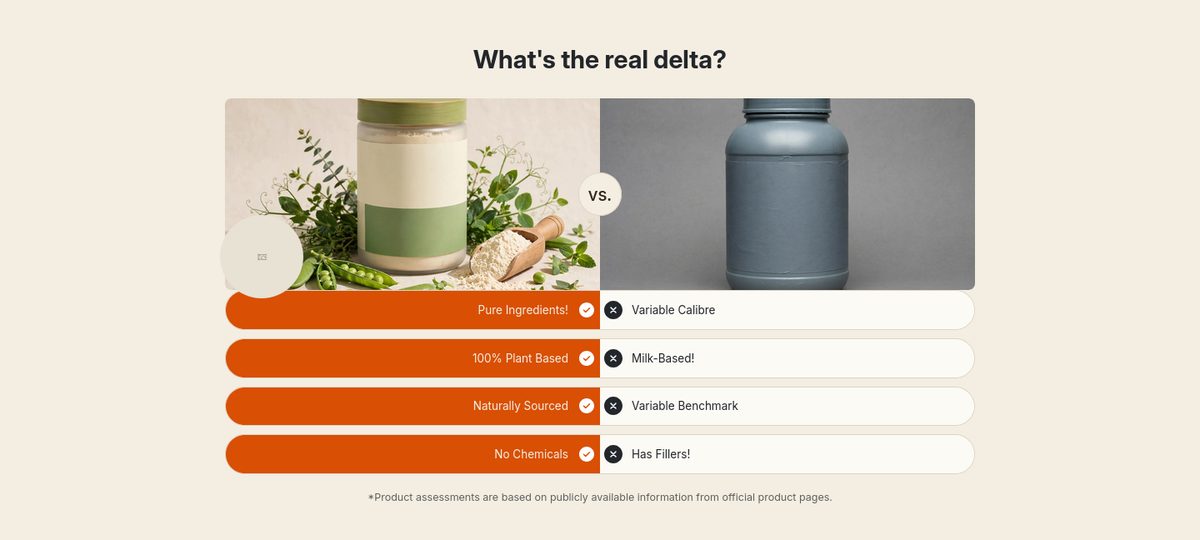 What's the real delta?
VS.
Pure Ingredients! Variable Calibre
100% Plant Based Milk-Based!
Naturally Sourced Variable Benchmark
No Chemicals Has Fillers!
*Product assessments are based on publicly available information from official product pages.